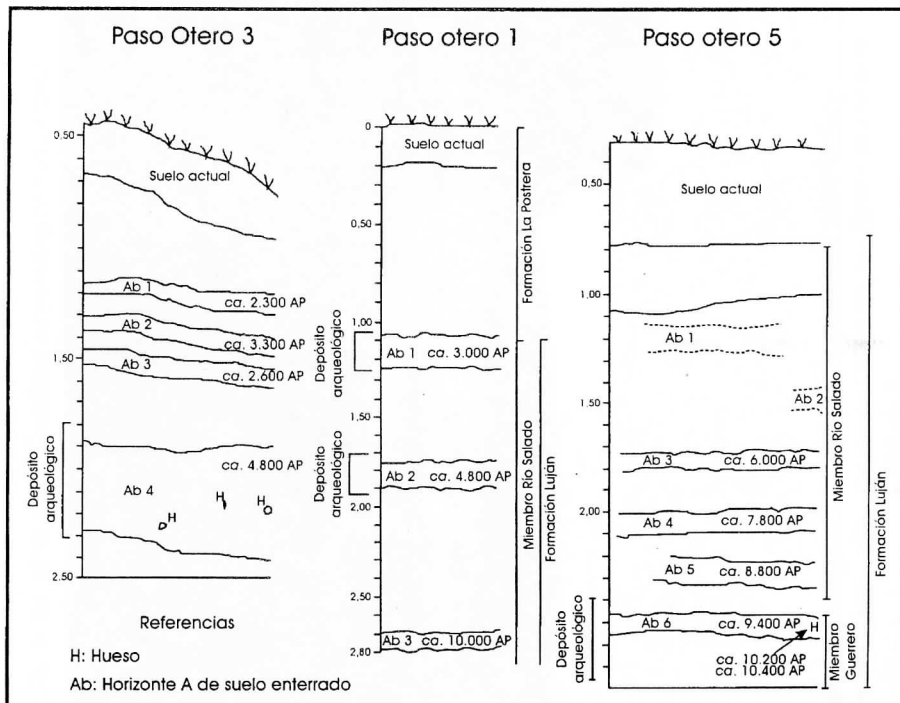 Paso Otero 3
0,50
Suelo actual
Ab 1
ca. 2.300 AP
Ab 2
ca. 3.300 AP
1,50
Ab 3
ca. 2.600 AP
Depósito
arqueológico
ca. 4.800 AP
Ab 4
H
H
H
2,50
Referencias
H: Hueso
Ab: Horizonte A de suelo enterrado
Paso otero 1
0
Suelo actual
0,50
Formación La Postrera
1,00
Depósito
arqueológico
Ab 1 ca. 3.000 AP
1,50
Depósito
arqueológico
Ab 2 ca. 4.800 AP
2,00
Miembro Río Salado
Formación Luján
2,50
Ab 3 ca. 10.000 AP
2,80
Paso otero 5
0,50
Suelo actual
1,00
Ab 1
1,50
Ab 2
Ab 3
ca. 6.000 AP
2,00
Ab 4
ca. 7.800 AP
Ab 5
ca. 8.800 AP
Depósito
arqueológico
Ab 6
ca. 9.400 AP
H
ca. 10.200 AP
ca. 10.400 AP
Miembro Río Salado
Miembro
Guerrero
Formación Luján